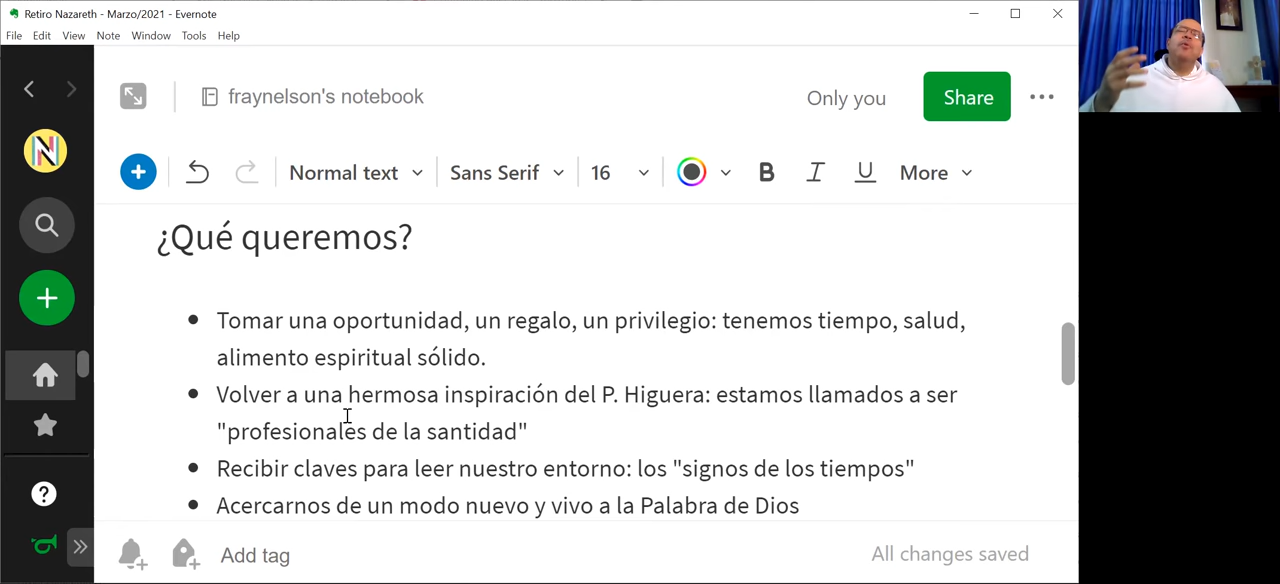 Retiro Nazareth - Marzo/2021 - Evernote
File Edit View Note Window Tools Help
fraynelson's notebook
Only you
Share
Normal text
Sans Serif
16
B I U More
¿Qué queremos?
Tomar una oportunidad, un regalo, un privilegio: tenemos tiempo, salud,
alimento espiritual sólido.
Volver a una hermosa inspiración del P. Higuera: estamos llamados a ser
"profesionales de la santidad"
Recibir claves para leer nuestro entorno: los "signos de los tiempos"
Acercarnos de un modo nuevo y vivo a la Palabra de Dios
Add tag
All changes saved